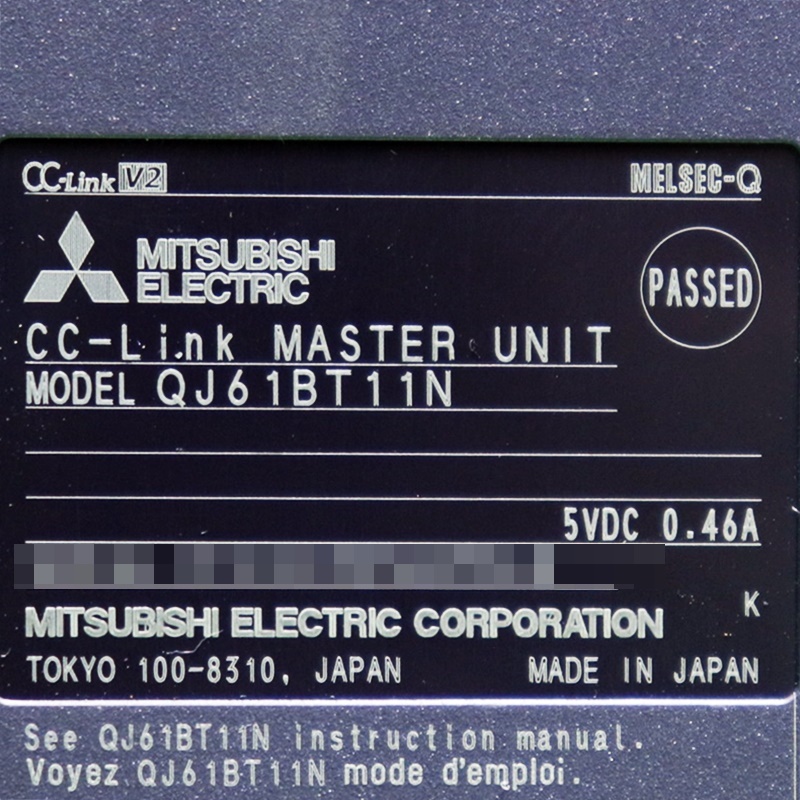 CC-Link V2 MELSEC-Q
MITSUBISHI
ELECTRIC
PASSED
CC-Link MASTER UNIT
MODEL QJ61BT11N
5VDC 0.46A
K
MITSUBISHI ELECTRIC CORPORATION
TOKYO 100-8310, JAPAN MADE IN JAPAN
See QJ61BT11N instruction manual.
Voyez QJ61BT11N mode d'emploi.